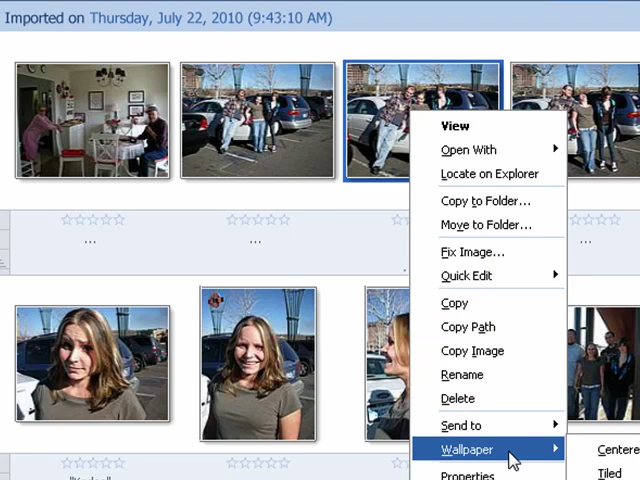 Imported on Thursday, July 22, 2010 (9:43:10 AM)
View
Open With
Locate on Explorer
Copy to Folder...
Move to Folder...
...
...
...
Fix Image...
Quick Edit
Copy
Copy Path
Copy Image
Rename
Delete
Send to
Wallpaper
Centere
Properties
Tiled